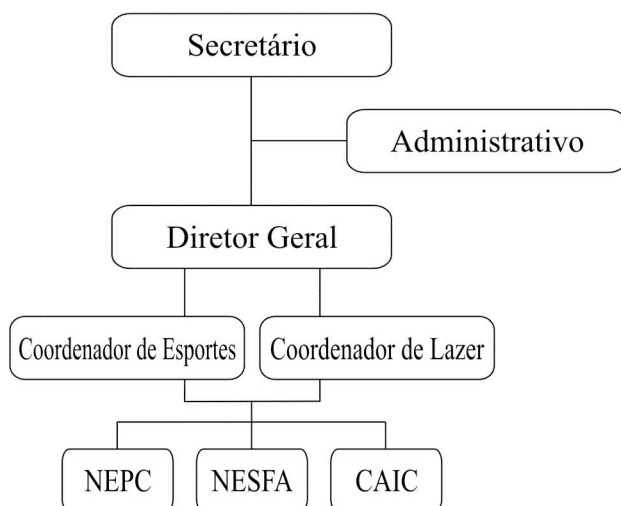 Secretário
Administrativo
Diretor Geral
Coordenador de Esportes
Coordenador de Lazer
NEPC
NESFA
CAIC